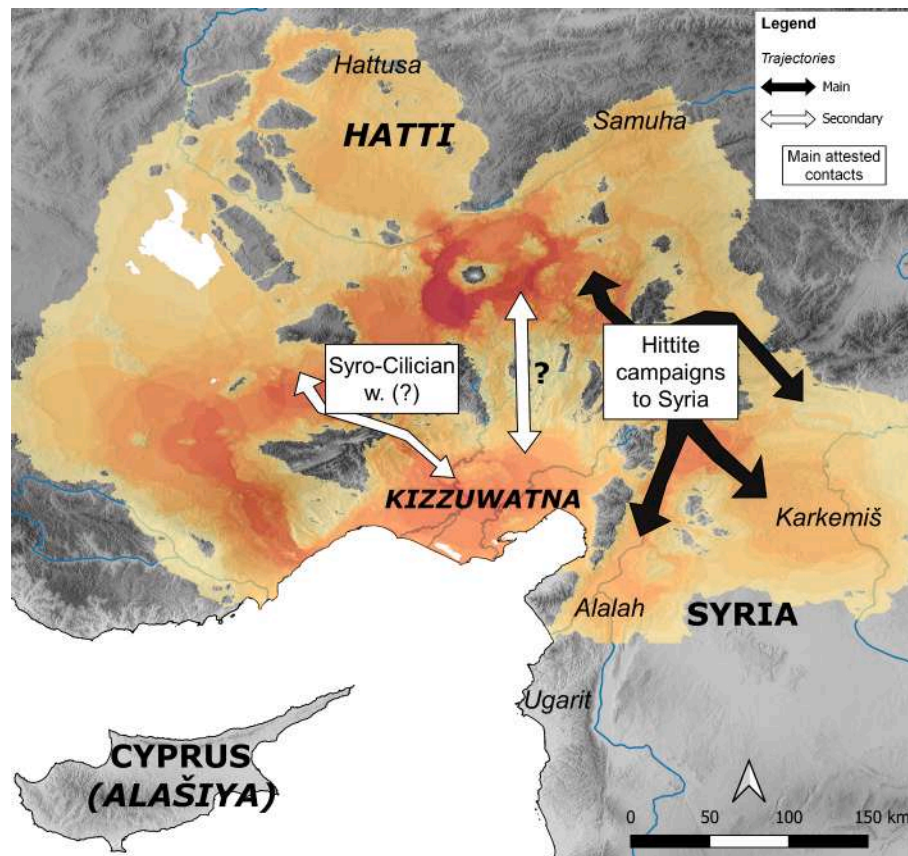 Legend
Trajectories
Main
Secondary
Main attested
contacts
Hattusa
HATTI
Samuha
Syro-Cilician
w. (?)
?
Hittite
campaigns
to Syria
KIZZUWATNA
Karkemiš
Alalah
SYRIA
Ugarit
CYPRUS
(ALAŠIYA)
0 50 100 150 km